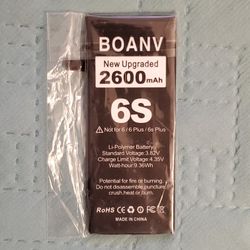 BOANV
New Upgraded
2600mAh
6S
Not for 6 / 6 Plus / 6s Plus
Li-Polymer Battery
Standard Voltage: 3.82V
Charge Limit Voltage: 4.35V
Watt-hour: 9.36Wh
Potential for fire or burning.
Do not disassemble,puncture,
crush,heat or burn.
RoHS
MADE IN CHINA